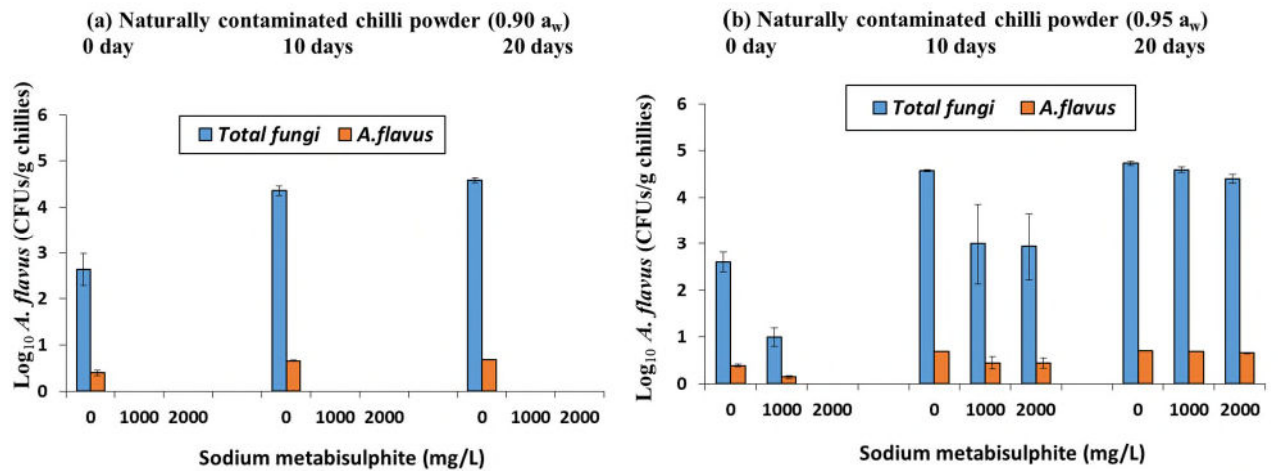 (a) Naturally contaminated chilli powder (0.90 aw)
0 day 10 days 20 days
Log10 A. flavus (CFUs/g chillies)
6
5
4
3
2
1
0
Total fungi A.flavus
0 1000 2000 0 1000 2000 0 1000 2000
Sodium metabisulphite (mg/L)
(b) Naturally contaminated chilli powder (0.95 aw)
0 day 10 days 20 days
Log10 A. flavus (CFUs/g chillies)
6
5
4
3
2
1
0
Total fungi A.flavus
0 1000 2000 0 1000 2000 0 1000 2000
Sodium metabisulphite (mg/L)